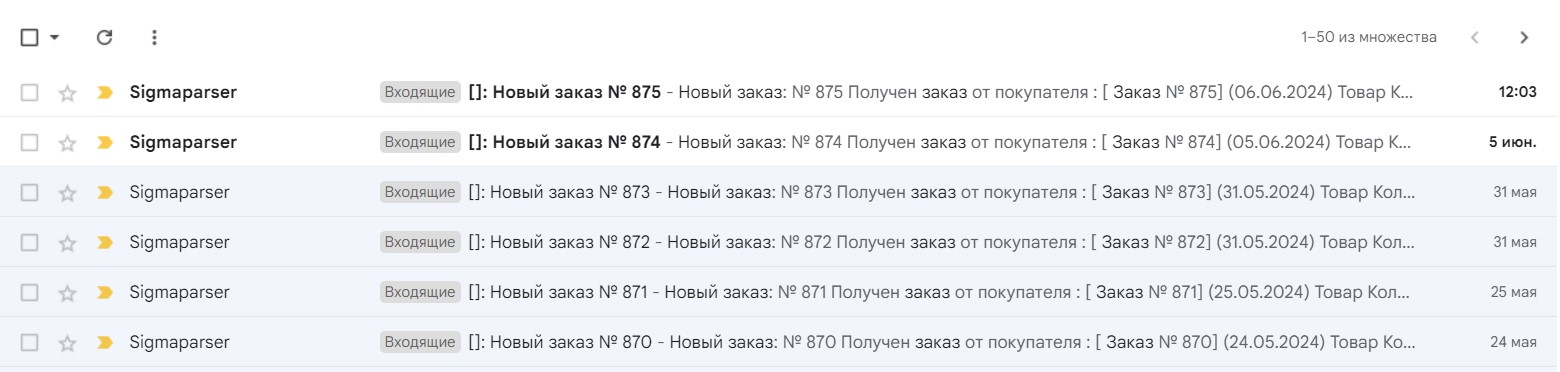 1–50 из множества
Sigmaparser Входящие []: Новый заказ № 875 - Новый заказ: № 875 Получен заказ от покупателя : [ Заказ № 875] (06.06.2024) Товар К... 12:03
Sigmaparser Входящие []: Новый заказ № 874 - Новый заказ: № 874 Получен заказ от покупателя : [ Заказ № 874] (05.06.2024) Товар К... 5 июн.
Sigmaparser Входящие []: Новый заказ № 873 - Новый заказ: № 873 Получен заказ от покупателя : [ Заказ № 873] (31.05.2024) Товар Кол... 31 мая
Sigmaparser Входящие []: Новый заказ № 872 - Новый заказ: № 872 Получен заказ от покупателя : [ Заказ № 872] (31.05.2024) Товар Кол... 31 мая
Sigmaparser Входящие []: Новый заказ № 871 - Новый заказ: № 871 Получен заказ от покупателя : [ Заказ № 871] (25.05.2024) Товар Кол... 25 мая
Sigmaparser Входящие []: Новый заказ № 870 - Новый заказ: № 870 Получен заказ от покупателя : [ Заказ № 870] (24.05.2024) Товар Ко... 24 мая